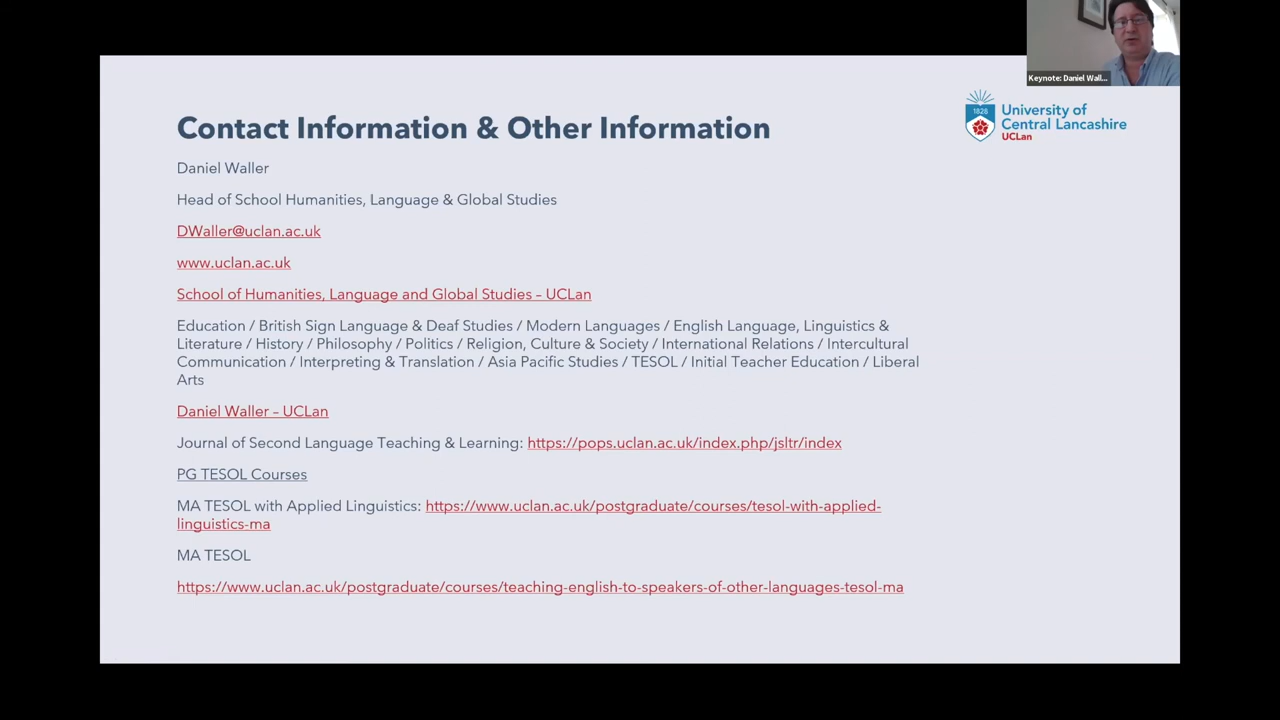 Keynote: Daniel Wall...
1828
University of
Central Lancashire
UCLan
Contact Information & Other Information
Daniel Waller
Head of School Humanities, Language & Global Studies
DWaller@uclan.ac.uk
www.uclan.ac.uk
School of Humanities, Language and Global Studies – UCLan
Education / British Sign Language & Deaf Studies / Modern Languages / English Language, Linguistics &
Literature / History / Philosophy / Politics / Religion, Culture & Society / International Relations / Intercultural
Communication / Interpreting & Translation / Asia Pacific Studies / TESOL / Initial Teacher Education / Liberal
Arts
Daniel Waller – UCLan
Journal of Second Language Teaching & Learning: https://pops.uclan.ac.uk/index.php/jsltr/index
PG TESOL Courses
MA TESOL with Applied Linguistics: https://www.uclan.ac.uk/postgraduate/courses/tesol-with-applied-
linguistics-ma
MA TESOL
https://www.uclan.ac.uk/postgraduate/courses/teaching-english-to-speakers-of-other-languages-tesol-ma